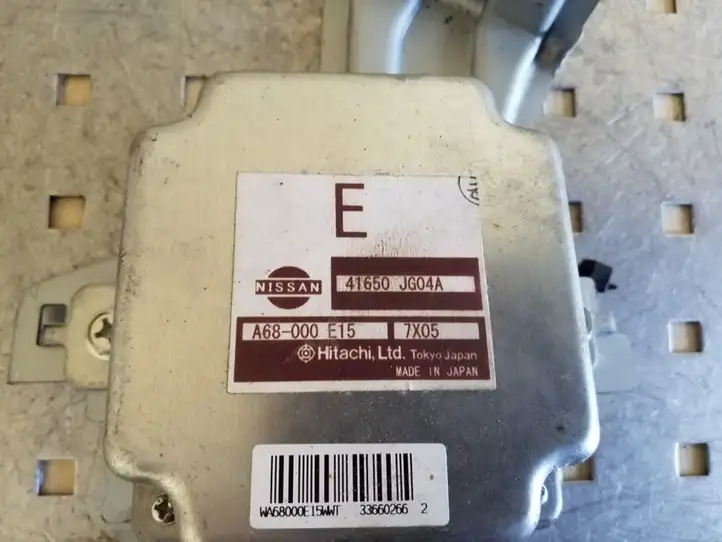 E
NISSAN
41650 JG04A
A68-000 E15 7X05
Hitachi, Ltd. Tokyo Japan
MADE IN JAPAN
WA68000E15WWT 33660266 2